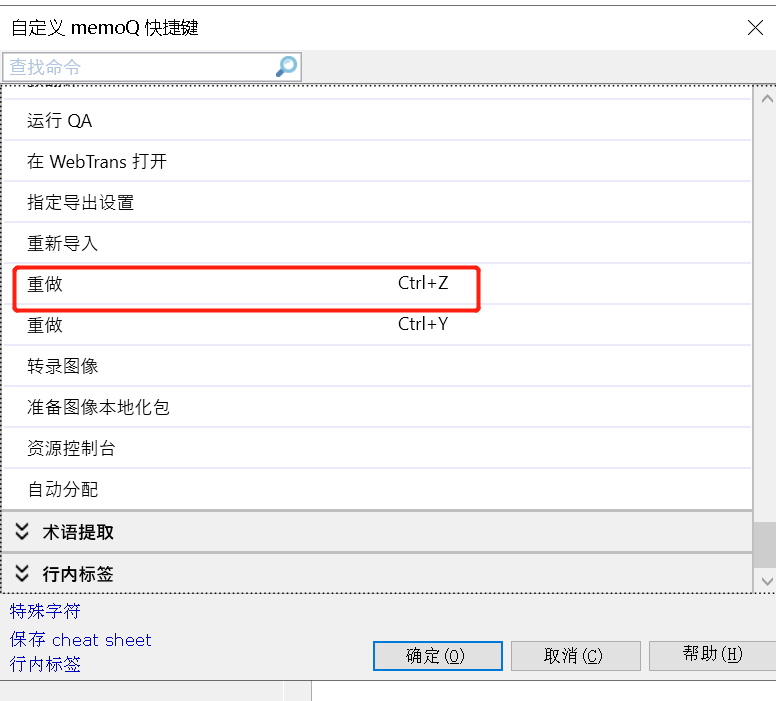 自定义 memoQ 快捷键
查找命令
运行 QA
在 WebTrans 打开
指定导出设置
重新导入
重做 Ctrl+Z
重做 Ctrl+Y
转录图像
准备图像本地化包
资源控制台
自动分配
术语提取
行内标签
特殊字符
保存 cheat sheet
行内标签
确定(O) 取消(C) 帮助(H)